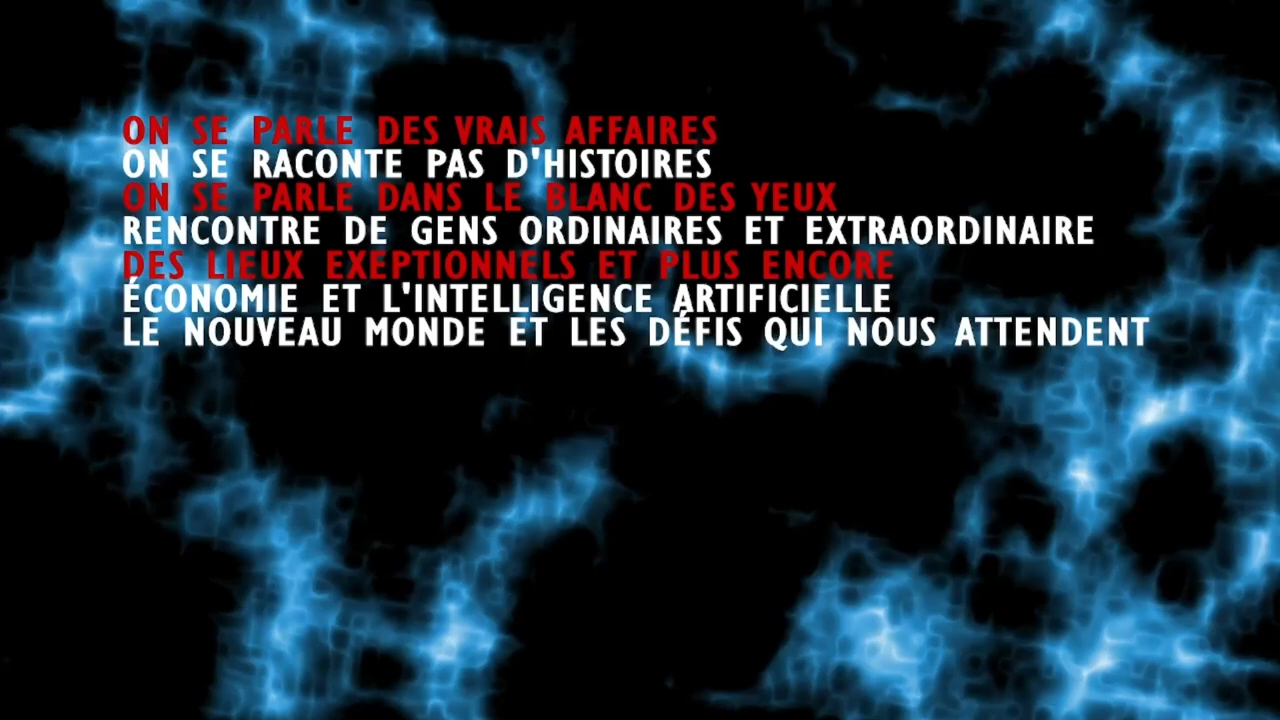 ON SE PARLE DES VRAIS AFFAIRES
ON SE RACONTE PAS D'HISTOIRES
ON SE PARLE DANS LE BLANC DES YEUX
RENCONTRE DE GENS ORDINAIRES ET EXTRAORDINAIRE
DES LIEUX EXEPTIONNELS ET PLUS ENCORE
ÉCONOMIE ET L'INTELLIGENCE ARTIFICIELLE
LE NOUVEAU MONDE ET LES DÉFIS QUI NOUS ATTENDENT